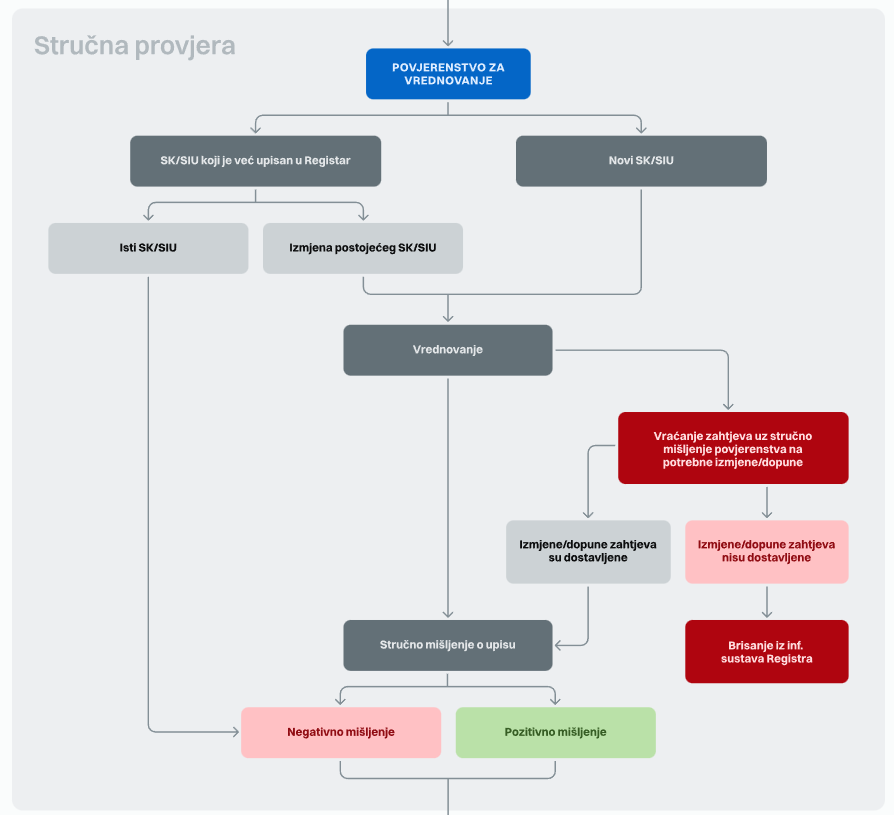 Stručna provjera
POVJERENSTVO ZA
VREDNOVANJE
SK/SIU koji je već upisan u Registar
Novi SK/SIU
Isti SK/SIU
Izmjena postojećeg SK/SIU
Vrednovanje
Vraćanje zahtjeva uz stručno
mišljenje povjerenstva na
potrebne izmjene/dopune
Izmjene/dopune zahtjeva
su dostavljene
Izmjene/dopune zahtjeva
nisu dostavljene
Stručno mišljenje o upisu
Brisanje iz inf.
sustava Registra
Negativno mišljenje
Pozitivno mišljenje